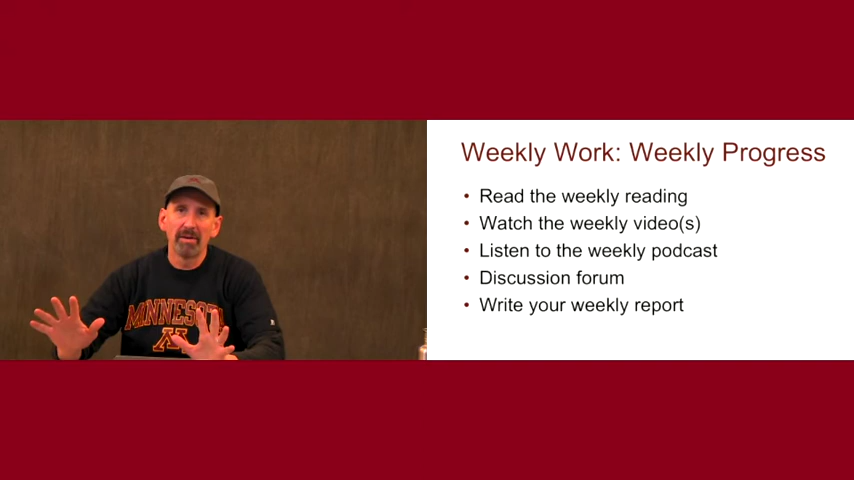 MINNESOTA
M
Weekly Work: Weekly Progress
• Read the weekly reading
• Watch the weekly video(s)
• Listen to the weekly podcast
• Discussion forum
• Write your weekly report